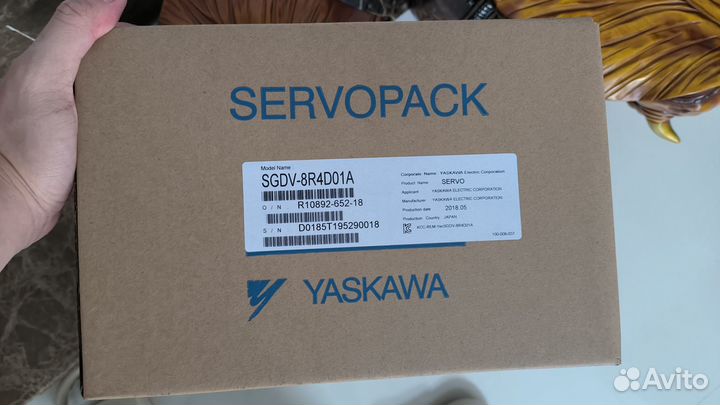 SERVOPACK
Model Name
SGDV-8R4D01A
O / N R10892-652-18
S / N D0185T195290018
Corporate Name YASKAWA Electric Corporation
Product Name SERVO
Applicant YASKAWA ELECTRIC CORPORATION
Manufacturer YASKAWA ELECTRIC CORPORATION
Production date 2018.05
Production Country JAPAN
YASKAWA
Avito